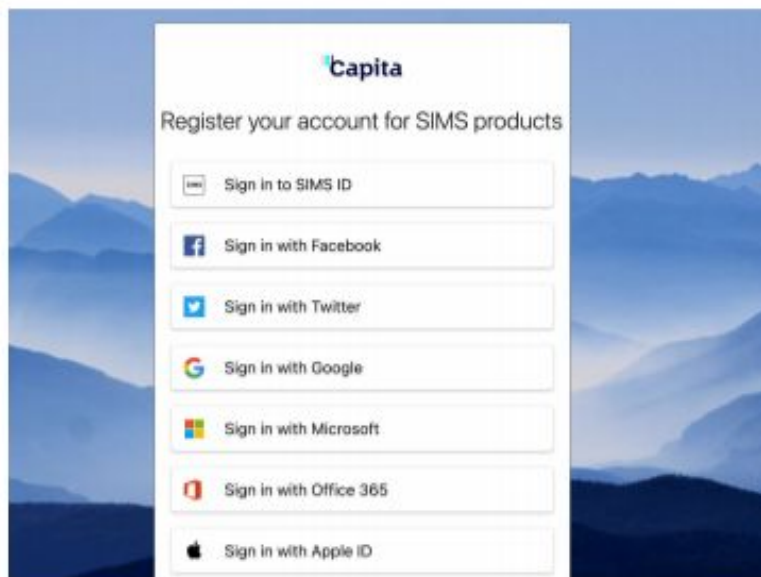 Capita
Register your account for SIMS products
Sign in to SIMS ID
Sign in with Facebook
Sign in with Twitter
Sign in with Google
Sign in with Microsoft
Sign in with Office 365
Sign in with Apple ID